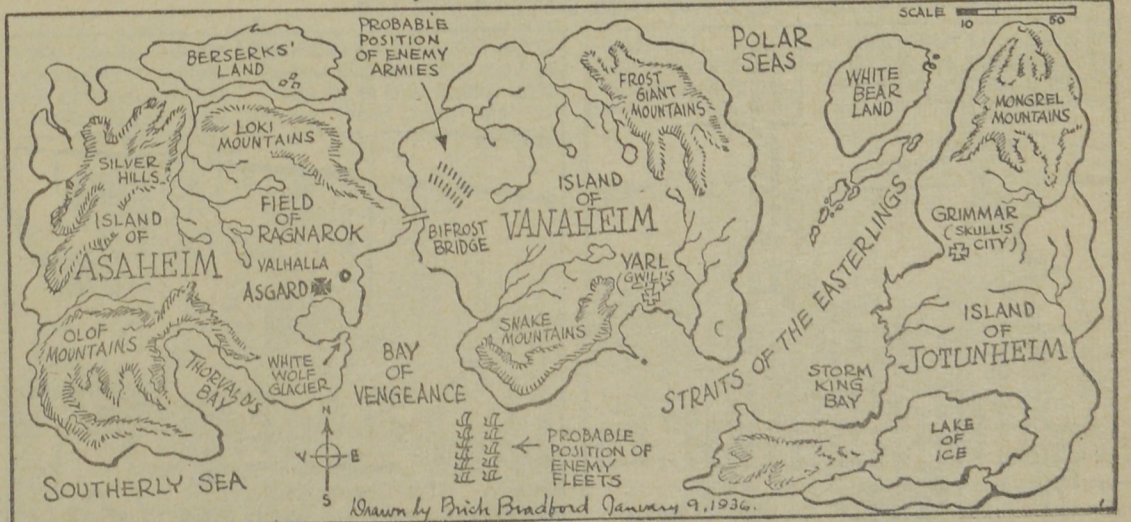 SCALE
10 50
BERSERKS'
LAND
PROBABLE
POSITION
OF ENEMY
ARMIES
POLAR
SEAS
FROST
GIANT
MOUNTAINS
WHITE
BEAR
LAND
MONGREL
MOUNTAINS
LOKI
MOUNTAINS
SILVER
HILLS
ISLAND
OF
ASAHEIM
FIELD
OF
RAGNAROK
VALHALLA
ASGARD
BIFROST
BRIDGE
ISLAND
OF
VANAHEIM
YARL
GWILI'S
GRIMMAR
(SKULL'S
CITY)
ISLAND
OF
JOTUNHEIM
STRAITS OF THE EASTERLINGS
OLOF
MOUNTAINS
THORVALD'S
BAY
WHITE
WOLF
GLACIER
BAY
OF
VENGEANCE
SNAKE
MOUNTAINS
STORM
KING
BAY
LAKE
OF
ICE
N
V E
S
PROBABLE
POSITION OF
ENEMY
FLEETS
SOUTHERLY SEA
Drawn by Brick Bradford January 9, 1936.